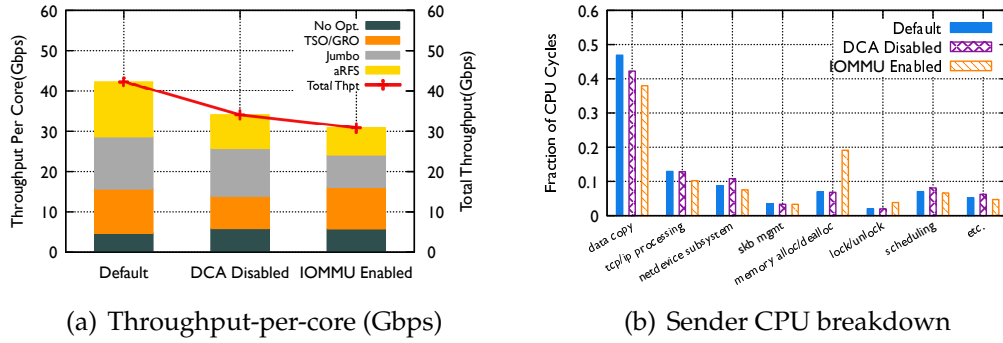 Throughput Per Core(Gbps)
60
50
40
30
20
10
0
No Opt.
TSO/GRO
Jumbo
aRFS
Total Thpt
60
50
40
30
20
10
0
Total Throughput(Gbps)
Default
DCA Disabled
IOMMU Enabled
(a) Throughput-per-core (Gbps)
Fraction of CPU Cycles
0.6
0.5
0.4
0.3
0.2
0.1
0
Default
DCA Disabled
IOMMU Enabled
data copy
tcp/ip processing
netdevice subsystem
skb mgmt
memory alloc/dealloc
lock/unlock
scheduling
etc.
(b) Sender CPU breakdown